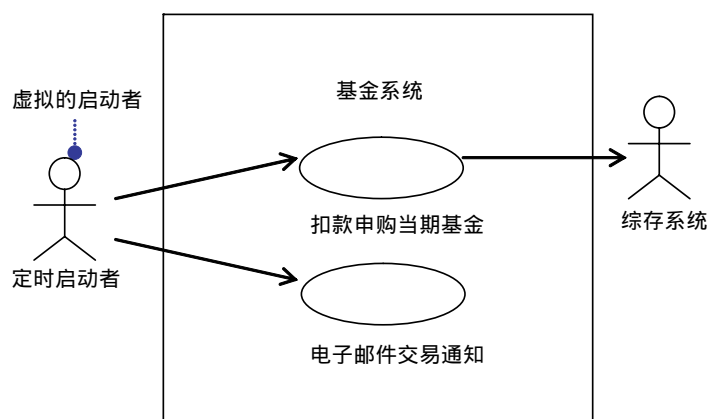 基金系统
虚拟的启动者
扣款申购当期基金
综存系统
定时启动者
电子邮件交易通知